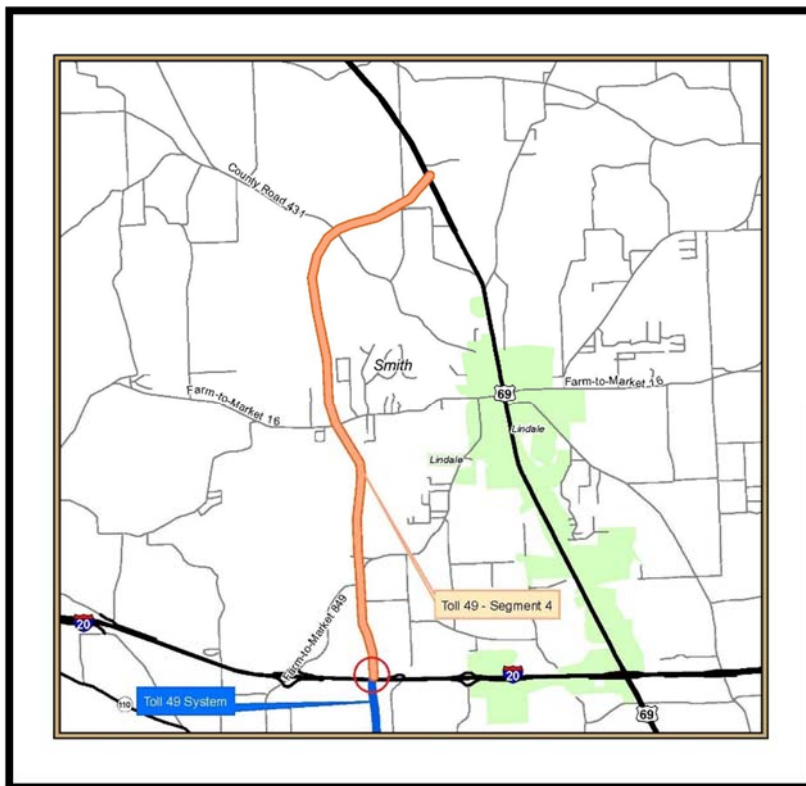 County Road 431
Smith
Farm-to-Market 16
Farm-to-Market 16
69
Lindale
Lindale
Toll 49 - Segment 4
Farm-to-Market 849
20
20
Toll 49 System
110
69